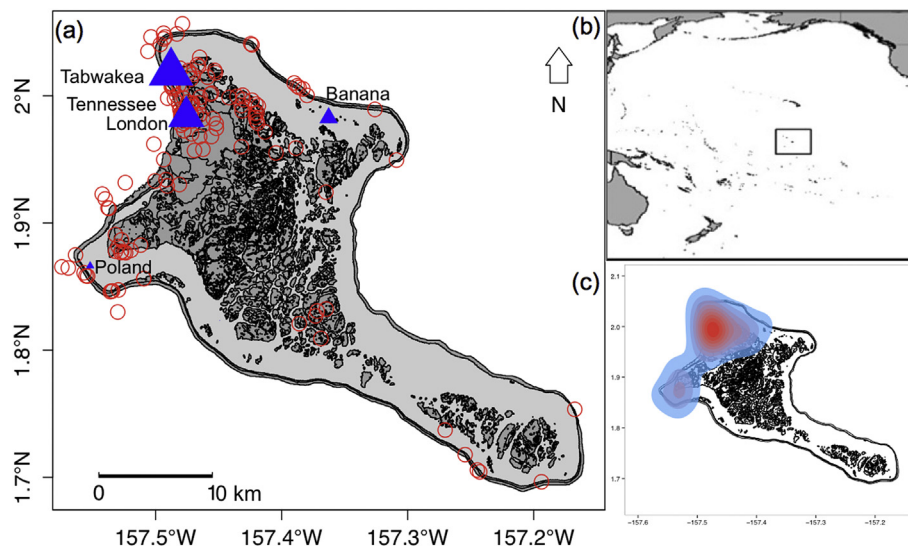 (a)
Tabwakea
Tennessee
London
Banana
N
Poland
0
10 km
2°N
1.9°N
1.8°N
1.7°N
157.5°W
157.4°W
157.3°W
157.2°W
(b)
(c)
2.1
2.0
1.9
1.8
1.7
−157.6
−157.5
−157.4
−157.3
−157.2